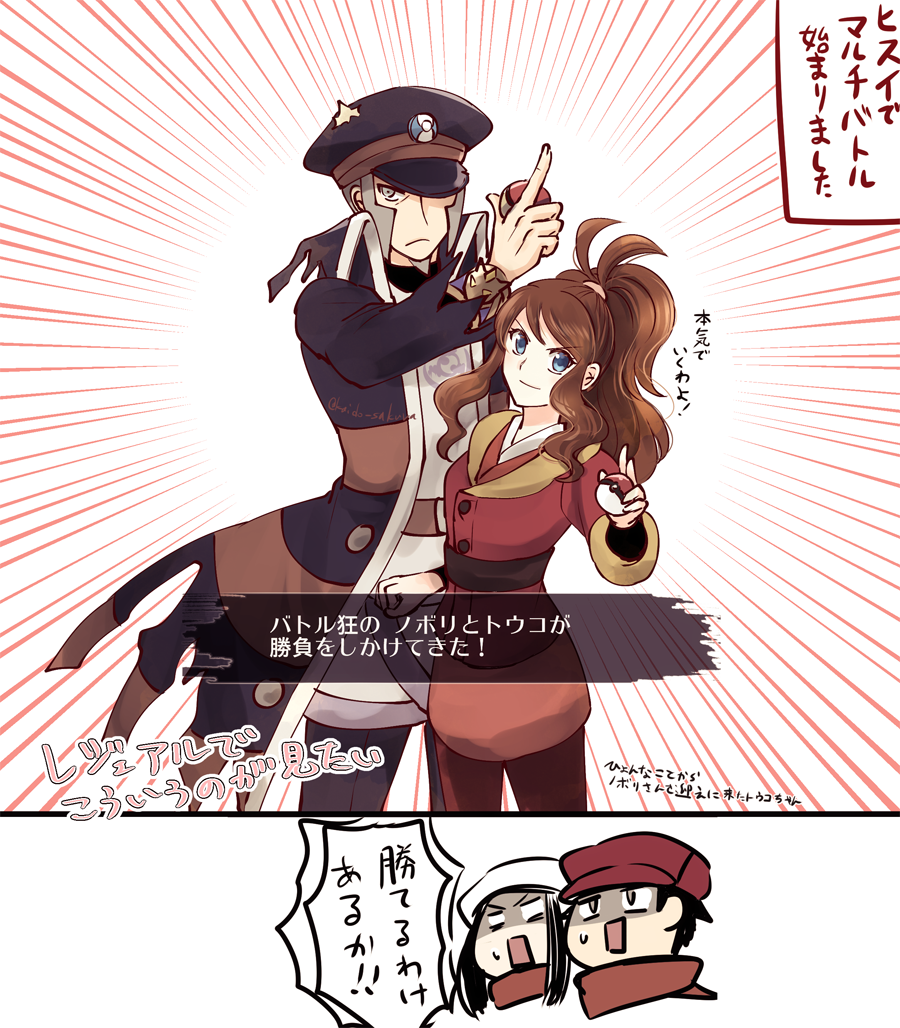 ヒスイで
マルチバトル
始まりました
本気で
いくわよ!
バトル狂の ノボリとトウコが
勝負をしかけてきた!
レジェアルで
こういうのが見たい
ひょんなことから
ノボリさんを迎えに来たトウコちゃん
勝てるわけ
あるか!!